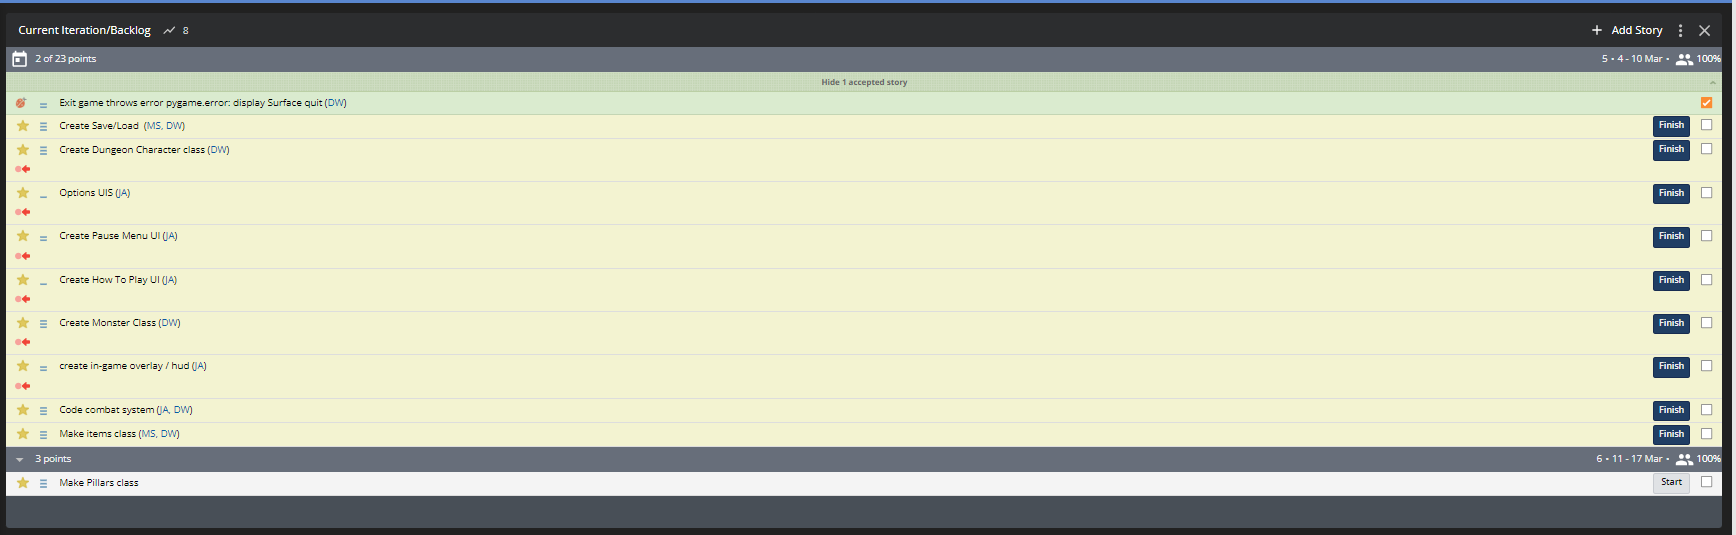 Current Iteration/Backlog 8 + Add Story
2 of 23 points 5 • 4 - 10 Mar • 100%
Hide 1 accepted story
Exit game throws error pygame.error: display Surface quit (DW)
Create Save/Load (MS, DW) Finish
Create Dungeon Character class (DW) Finish
Options UIS (JA) Finish
Create Pause Menu UI (JA) Finish
Create How To Play UI (JA) Finish
Create Monster Class (DW) Finish
create in-game overlay / hud (JA) Finish
Code combat system (JA, DW) Finish
Make items class (MS, DW) Finish
3 points 6 • 11 - 17 Mar • 100%
Make Pillars class Start